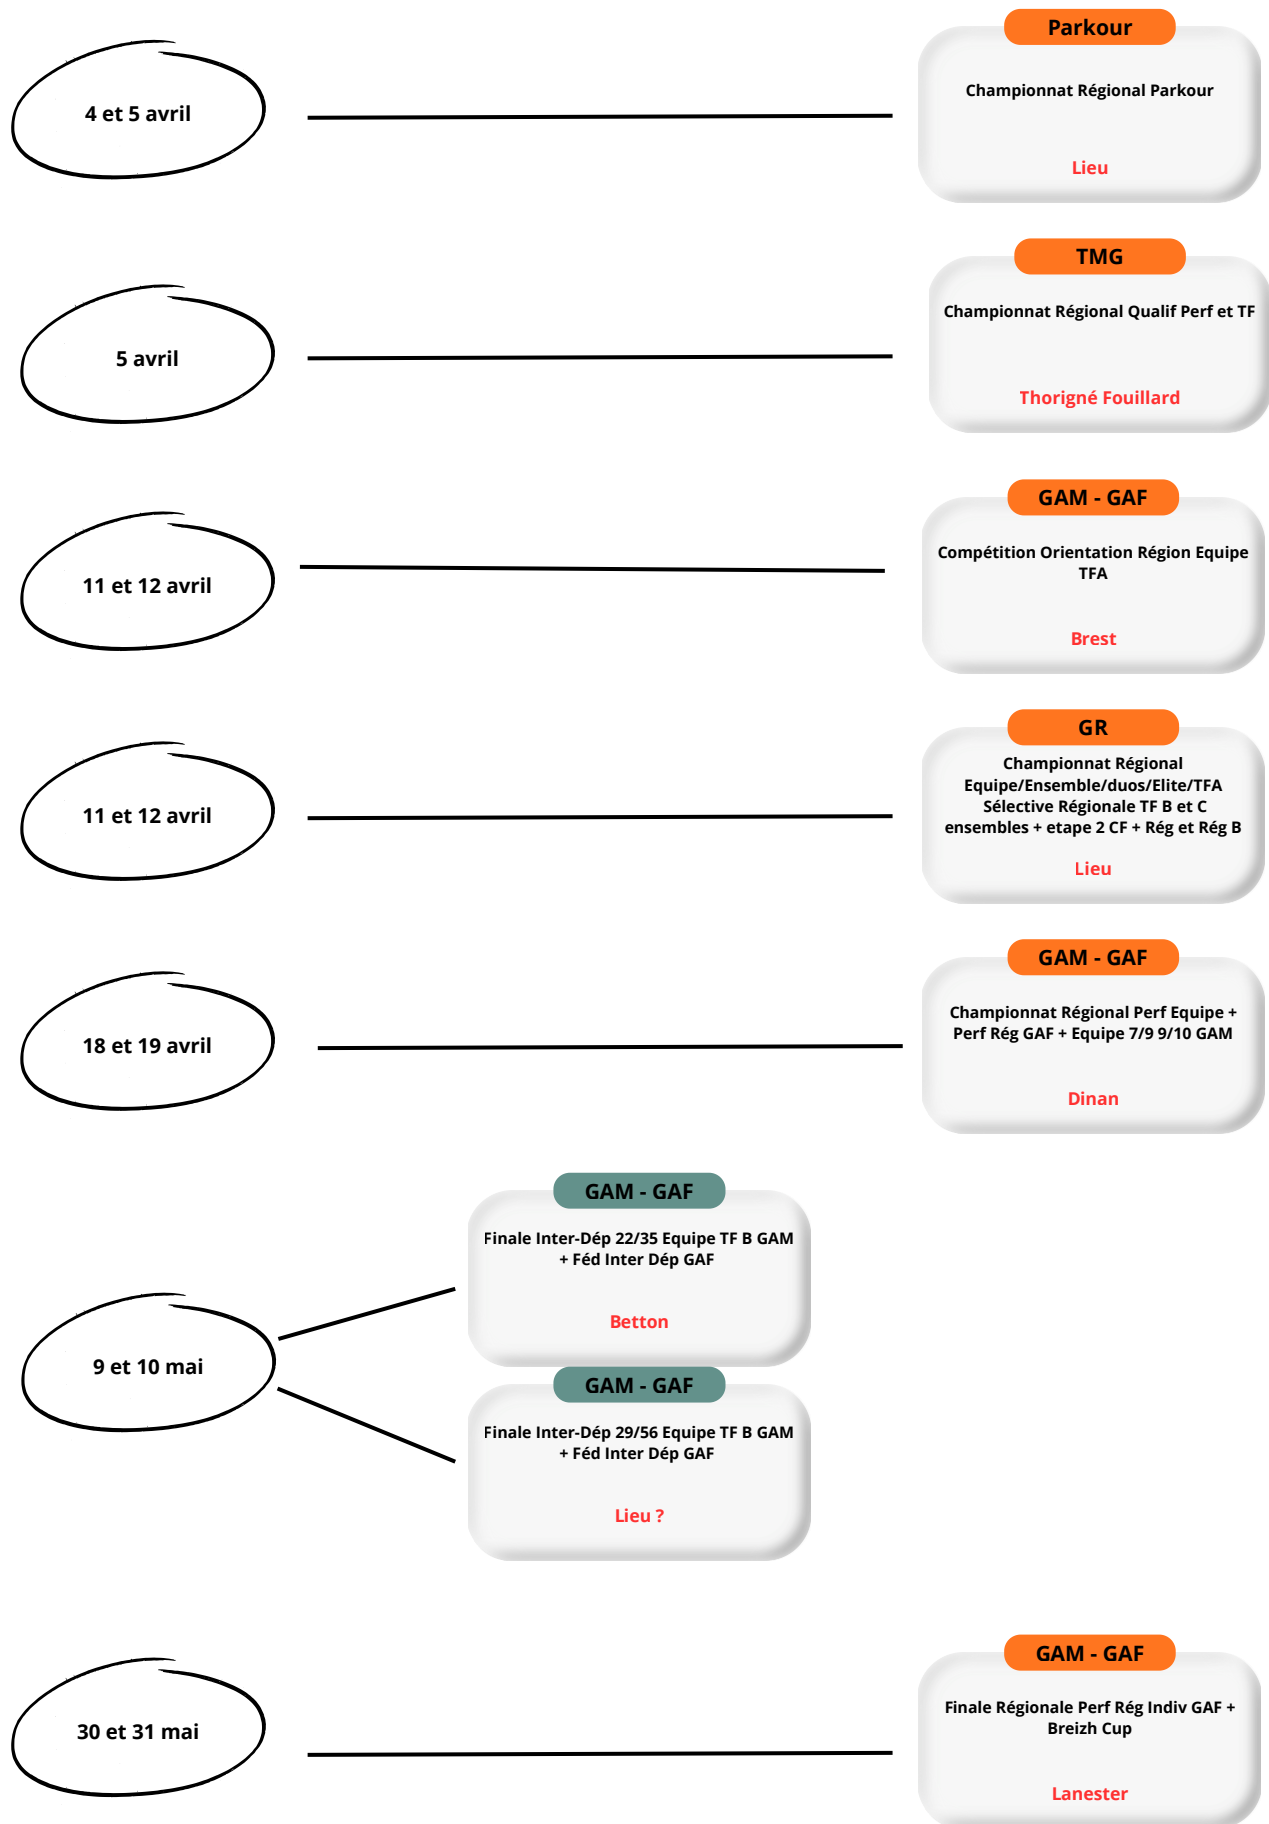 Parkour
4 et 5 avril
Championnat Régional Parkour
Lieu
TMG
5 avril
Championnat Régional Qualif Perf et TF
Thorigné Fouillard
GAM - GAF
11 et 12 avril
Compétition Orientation Région Equipe
TFA
Brest
GR
11 et 12 avril
Championnat Régional
Equipe/Ensemble/duos/Elite/TFA
Sélective Régionale TF B et C
ensembles + etape 2 CF + Rég et Rég B
Lieu
GAM - GAF
18 et 19 avril
Championnat Régional Perf Equipe +
Perf Rég GAF + Equipe 7/9 9/10 GAM
Dinan
9 et 10 mai
GAM - GAF
Finale Inter-Dép 22/35 Equipe TF B GAM
+ Féd Inter Dép GAF
Betton
GAM - GAF
Finale Inter-Dép 29/56 Equipe TF B GAM
+ Féd Inter Dép GAF
Lieu ?
GAM - GAF
30 et 31 mai
Finale Régionale Perf Rég Indiv GAF +
Breizh Cup
Lanester